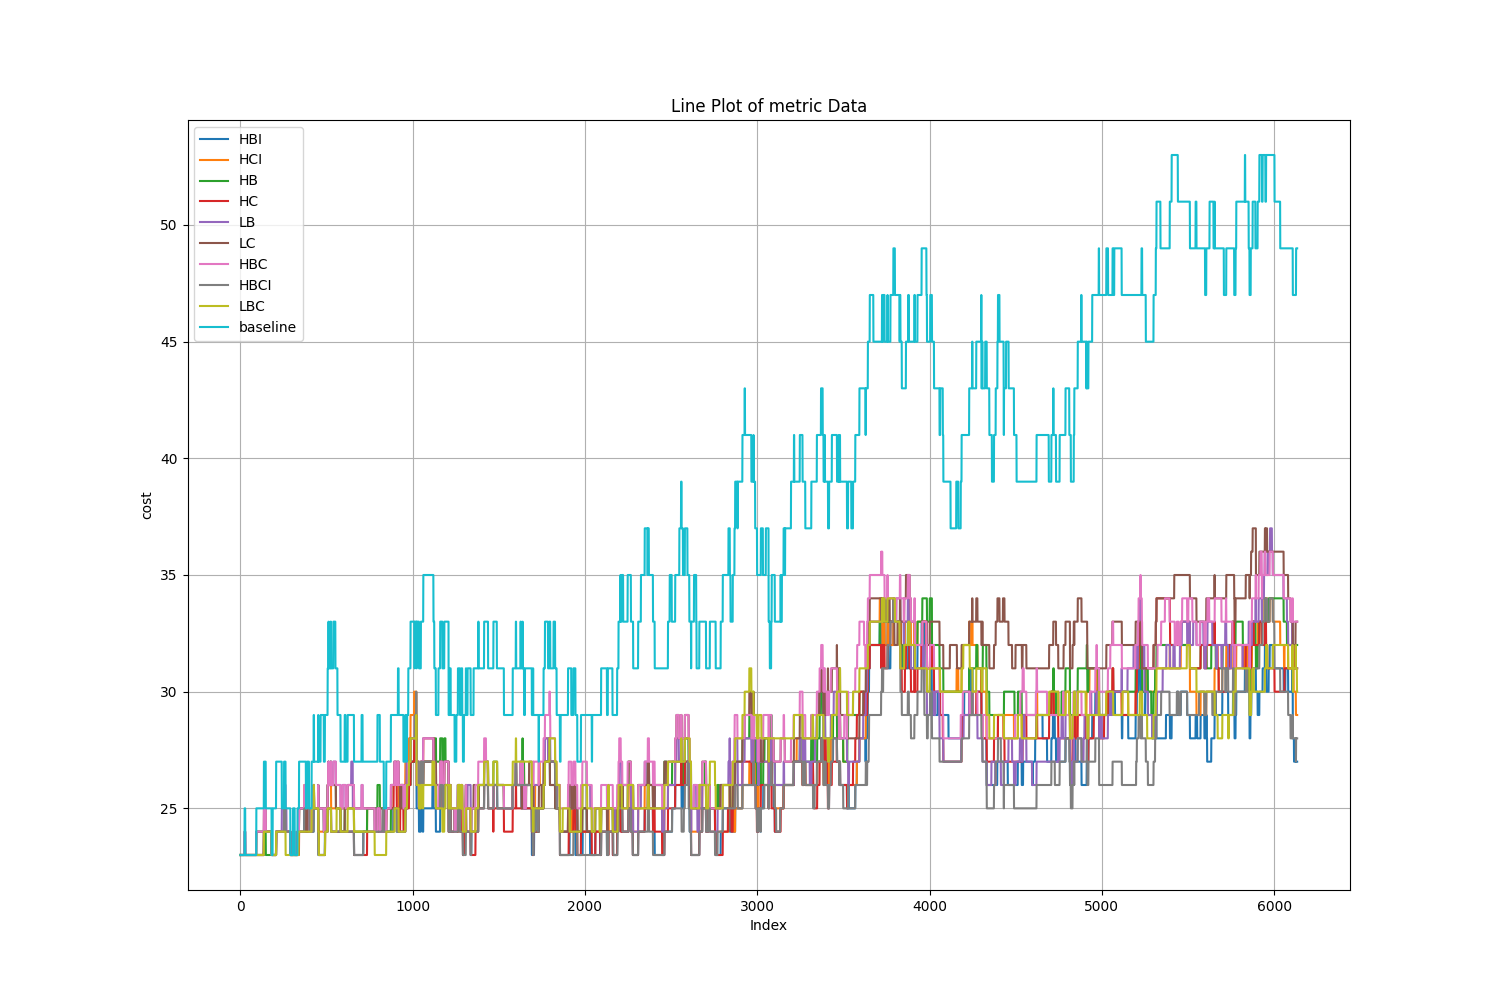 Line Plot of metric Data
HBI
HCI
HB
HC
LB
LC
HBC
HBCI
LBC
baseline
50
45
40
35
30
25
cost
0 1000 2000 3000 4000 5000 6000
Index